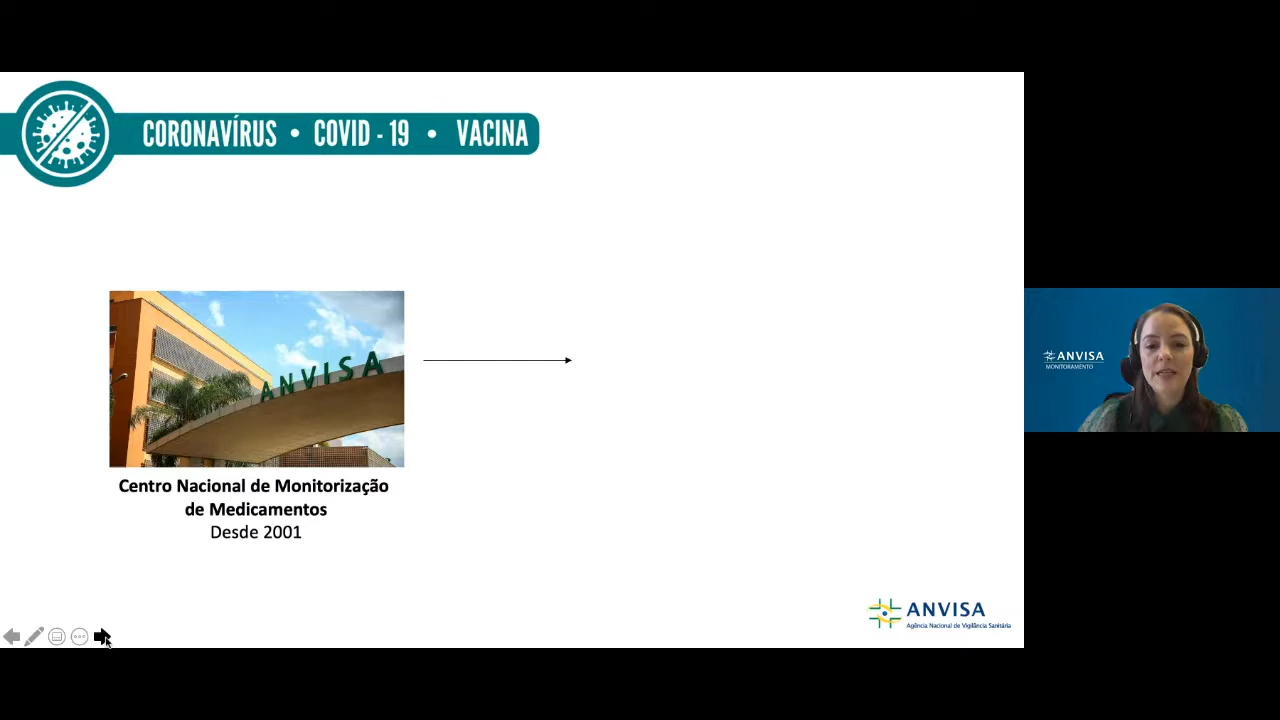 CORONAVÍRUS • COVID - 19 • VACINA
ANVISA
Centro Nacional de Monitorização
de Medicamentos
Desde 2001
ANVISA
Agência Nacional de Vigilância Sanitária
ANVISA
MONITORAMENTO